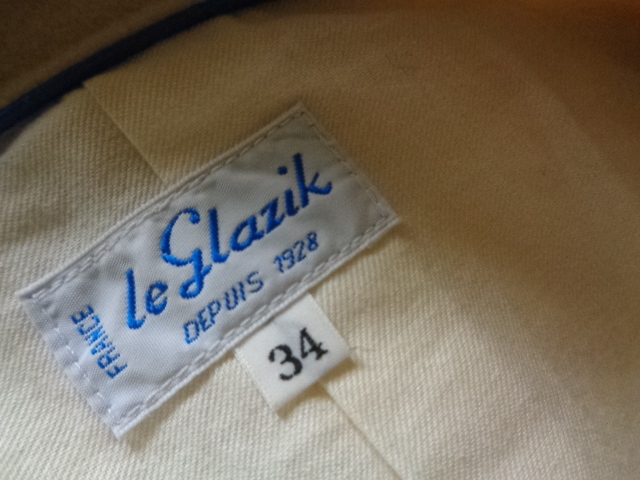 le Glazik
DEPUIS 1928
FRANCE
34